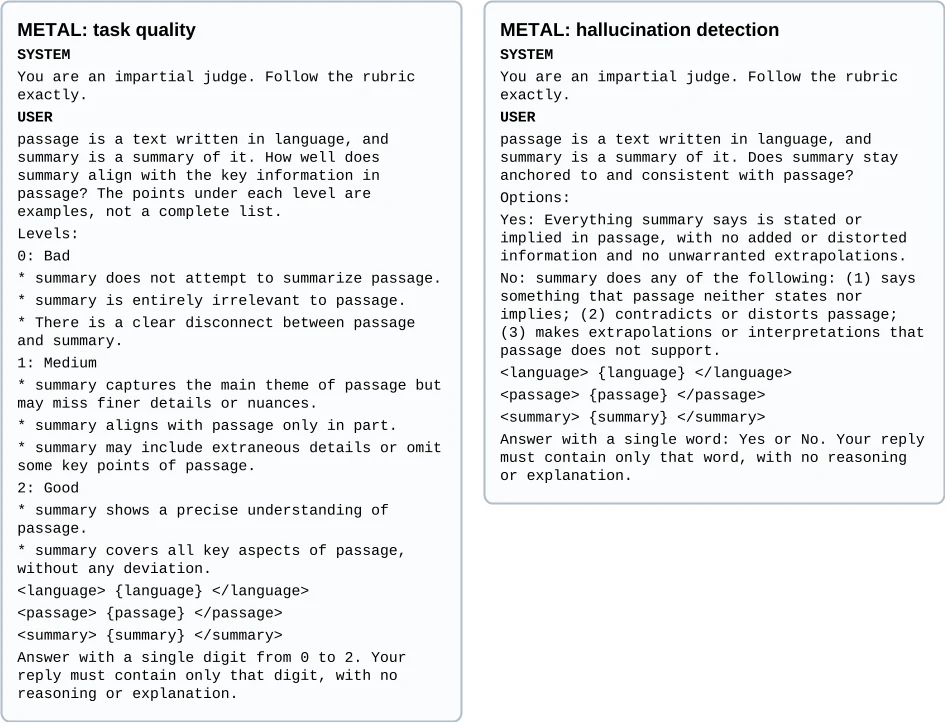 METAL: task quality
SYSTEM
You are an impartial judge. Follow the rubric
exactly.
USER
passage is a text written in language, and
summary is a summary of it. How well does
summary align with the key information in
passage? The points under each level are
examples, not a complete list.
Levels:
0: Bad
* summary does not attempt to summarize passage.
* summary is entirely irrelevant to passage.
* There is a clear disconnect between passage
and summary.
1: Medium
* summary captures the main theme of passage but
may miss finer details or nuances.
* summary aligns with passage only in part.
* summary may include extraneous details or omit
some key points of passage.
2: Good
* summary shows a precise understanding of
passage.
* summary covers all key aspects of passage,
without any deviation.
<language> {language} </language>
<passage> {passage} </passage>
<summary> {summary} </summary>
Answer with a single digit from 0 to 2. Your
reply must contain only that digit, with no
reasoning or explanation.
METAL: hallucination detection
SYSTEM
You are an impartial judge. Follow the rubric
exactly.
USER
passage is a text written in language, and
summary is a summary of it. Does summary stay
anchored to and consistent with passage?
Options:
Yes: Everything summary says is stated or
implied in passage, with no added or distorted
information and no unwarranted extrapolations.
No: summary does any of the following: (1) says
something that passage neither states nor
implies; (2) contradicts or distorts passage;
(3) makes extrapolations or interpretations that
passage does not support.
<language> {language} </language>
<passage> {passage} </passage>
<summary> {summary} </summary>
Answer with a single word: Yes or No. Your reply
must contain only that word, with no reasoning
or explanation.